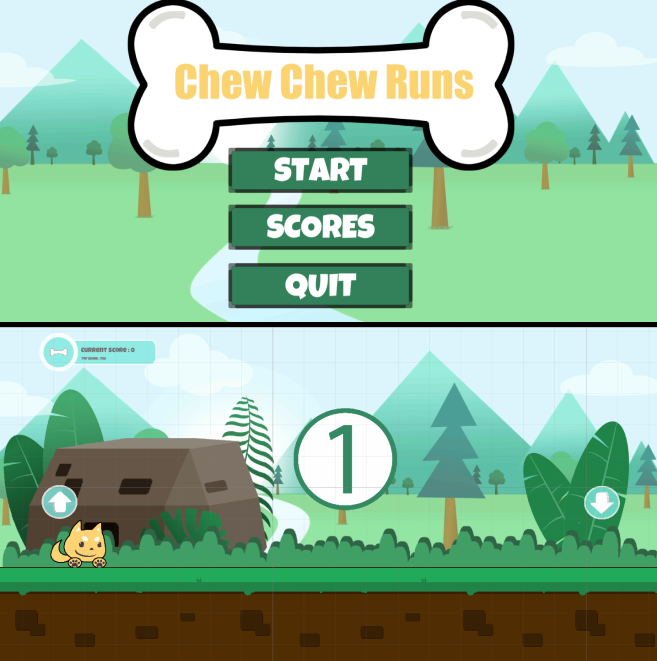 Chew Chew Runs
START
SCORES
QUIT
CURRENT SCORE : 0
1